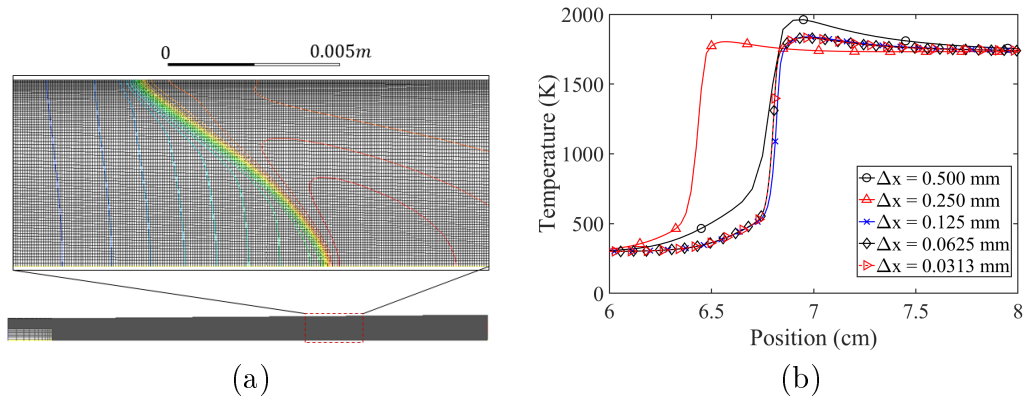 0 0.005m
(a)
2000
1500
1000
500
0
Temperature (K)
6 6.5 7 7.5 8
Position (cm)
Δx = 0.500 mm
Δx = 0.250 mm
Δx = 0.125 mm
Δx = 0.0625 mm
Δx = 0.0313 mm
(b)